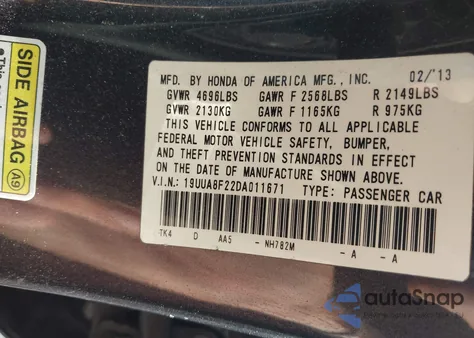 SIDE AIRBAG A9
MFD. BY HONDA OF AMERICA MFG., INC. 02/'13
GVWR 4696LBS GAWR F 2568LBS R 2149LBS
GVWR 2130KG GAWR F 1165KG R 975KG
THIS VEHICLE CONFORMS TO ALL APPLICABLE
FEDERAL MOTOR VEHICLE SAFETY, BUMPER,
AND THEFT PREVENTION STANDARDS IN EFFECT
ON THE DATE OF MANUFACTURE SHOWN ABOVE.
V.I.N.: 19UUA8F22DA011671 TYPE: PASSENGER CAR
TK4 D AA5 - NH782M - A - A
autoSnap